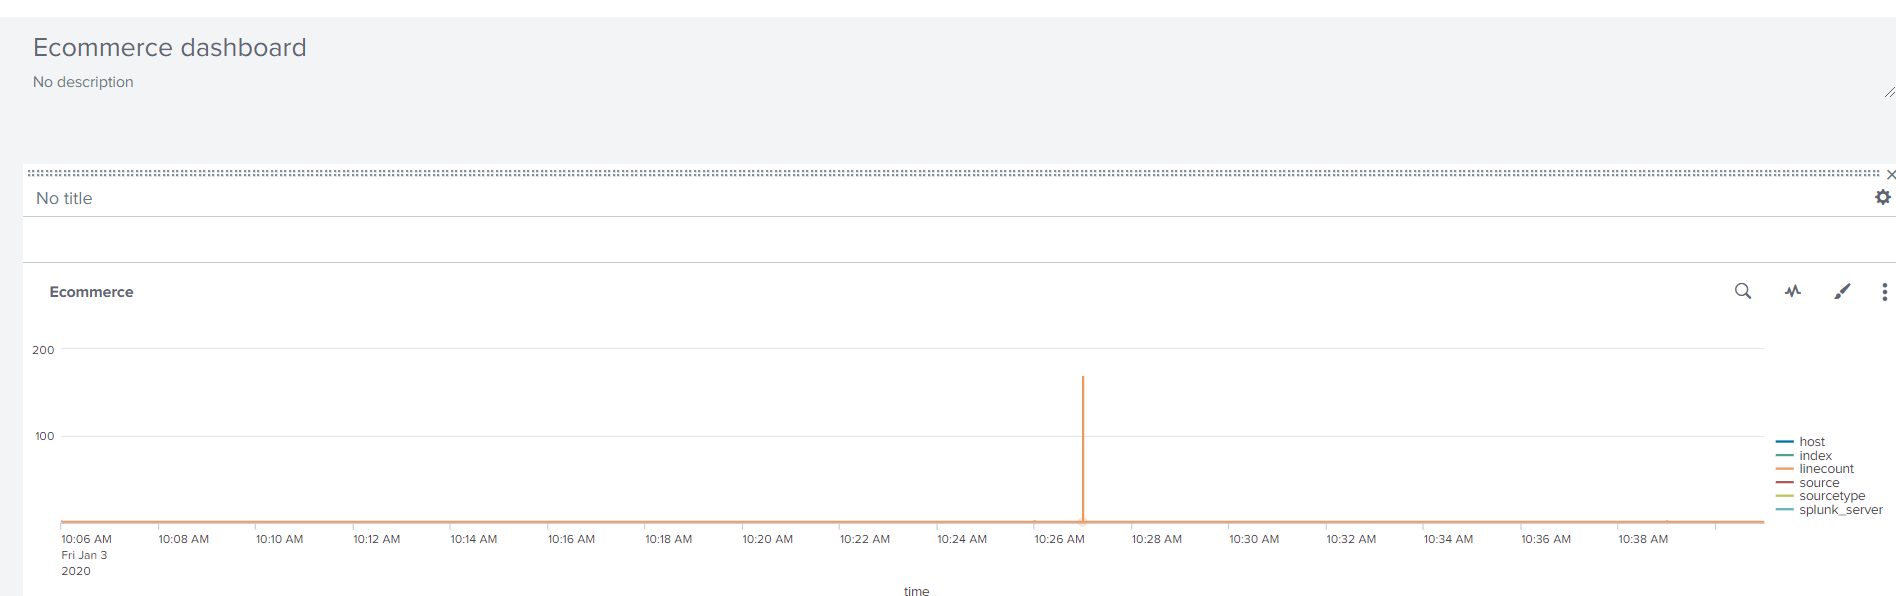 Ecommerce dashboard
No description
No title
Ecommerce
200
100
host
index
linecount
source
sourcetype
splunk_server
10:06 AM 10:08 AM 10:10 AM 10:12 AM 10:14 AM 10:16 AM 10:18 AM 10:20 AM 10:22 AM 10:24 AM 10:26 AM 10:28 AM 10:30 AM 10:32 AM 10:34 AM 10:36 AM 10:38 AM
Fri Jan 3
2020
time